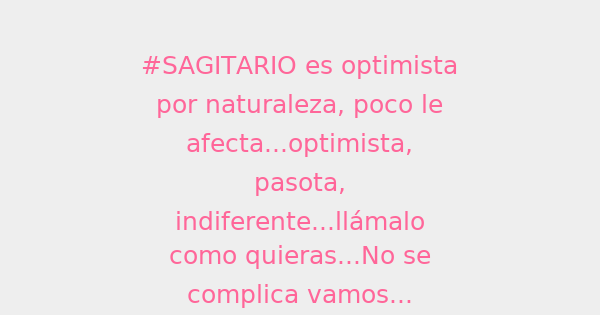 #SAGITARIO es optimista
por naturaleza, poco le
afecta...optimista,
pasota,
indiferente...llámalo
como quieras...No se
complica vamos...